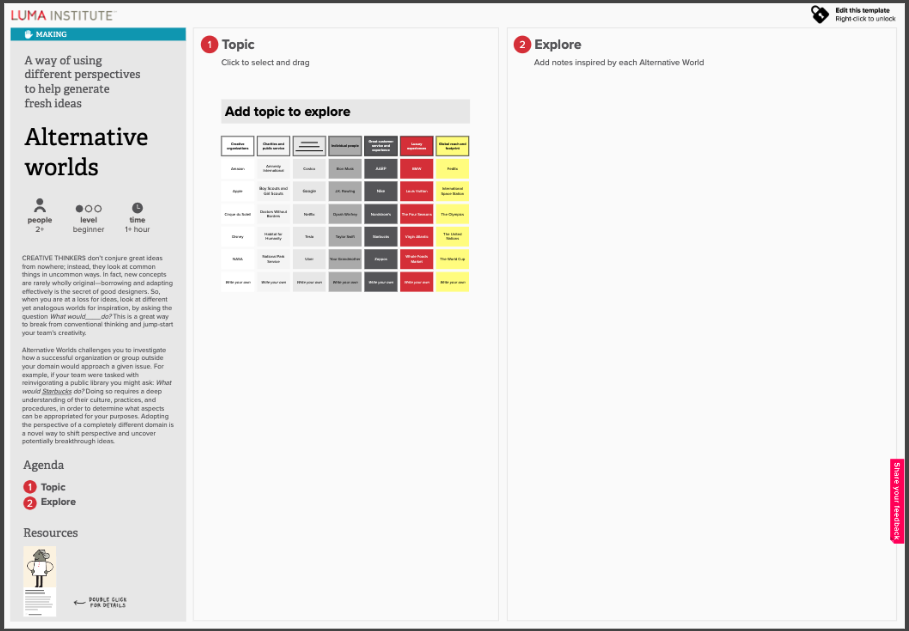 LUMA INSTITUTE
Edit this template
Right-click to unlock
MAKING
A way of using
different perspectives
to help generate
fresh ideas
Alternative
worlds
people
2+
level
beginner
time
1+ hour
CREATIVE THINKERS don't conjure great ideas
from nowhere; instead, they look at common
things in uncommon ways. In fact, new concepts
are rarely wholly original—borrowing and adapting
effectively is the secret of good designers. So,
when you are at a loss for ideas, look at different
yet analogous worlds for inspiration, by asking the
question What would____do? This is a great way
to break from conventional thinking and jump-start
your team's creativity.
Alternative Worlds challenges you to investigate
how a successful organization or group outside
your domain would approach a given issue. For
example, if your team were tasked with
reinvigorating a public library you might ask: What
would Starbucks do? Doing so requires a deep
understanding of their culture, practices, and
procedures, in order to determine what aspects
can be appropriated for your purposes. Adopting
the perspective of a completely different domain is
a novel way to shift perspective and uncover
potentially breakthrough ideas.
Agenda
1 Topic
2 Explore
Resources
DOUBLE CLICK
FOR DETAILS
1 Topic
Click to select and drag
Add topic to explore
Creative
organizations
Charities and
public service
Individual people
Great customer
service and
experience
Luxury
experiences
Global reach and
footprint
Amazon
Amnesty
International
Costco
Elon Musk
BMW
FedEx
Apple
Boy Scouts and
Girl Scouts
Google
J.K. Rowling
Nike
Louis Vuitton
International
Space Station
Cirque du Soleil
Doctors Without
Borders
Netflix
Oprah Winfrey
Nordstrom's
The Four Seasons
The Olympics
Disney
Habitat for
Humanity
Tesla
Taylor Swift
Starbucks
Virgin Atlantic
The United
Nations
NASA
National Park
Service
Uber
Your Grandmother
Zappos
Whole Foods
Market
The World Cup
Write your own
Write your own
Write your own
Write your own
Write your own
Write your own
Write your own
2 Explore
Add notes inspired by each Alternative World
Share your feedback